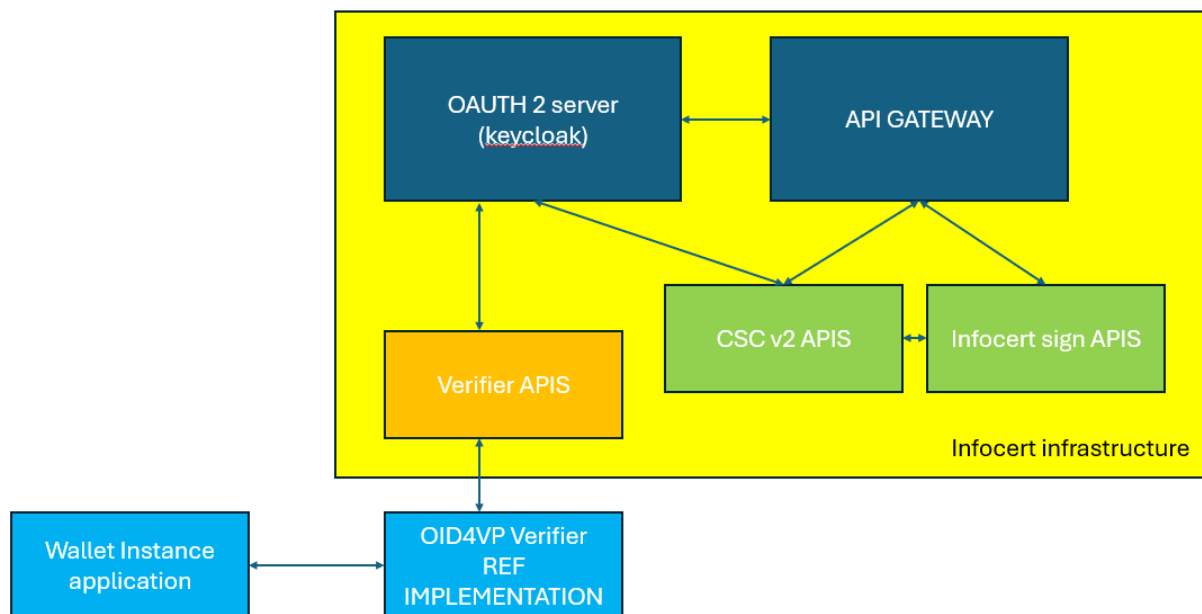 OAUTH 2 server
(keycloak)
API GATEWAY
CSC v2 APIS
Infocert sign APIS
Verifier APIS
Infocert infrastructure
Wallet Instance
application
OID4VP Verifier
REF
IMPLEMENTATION